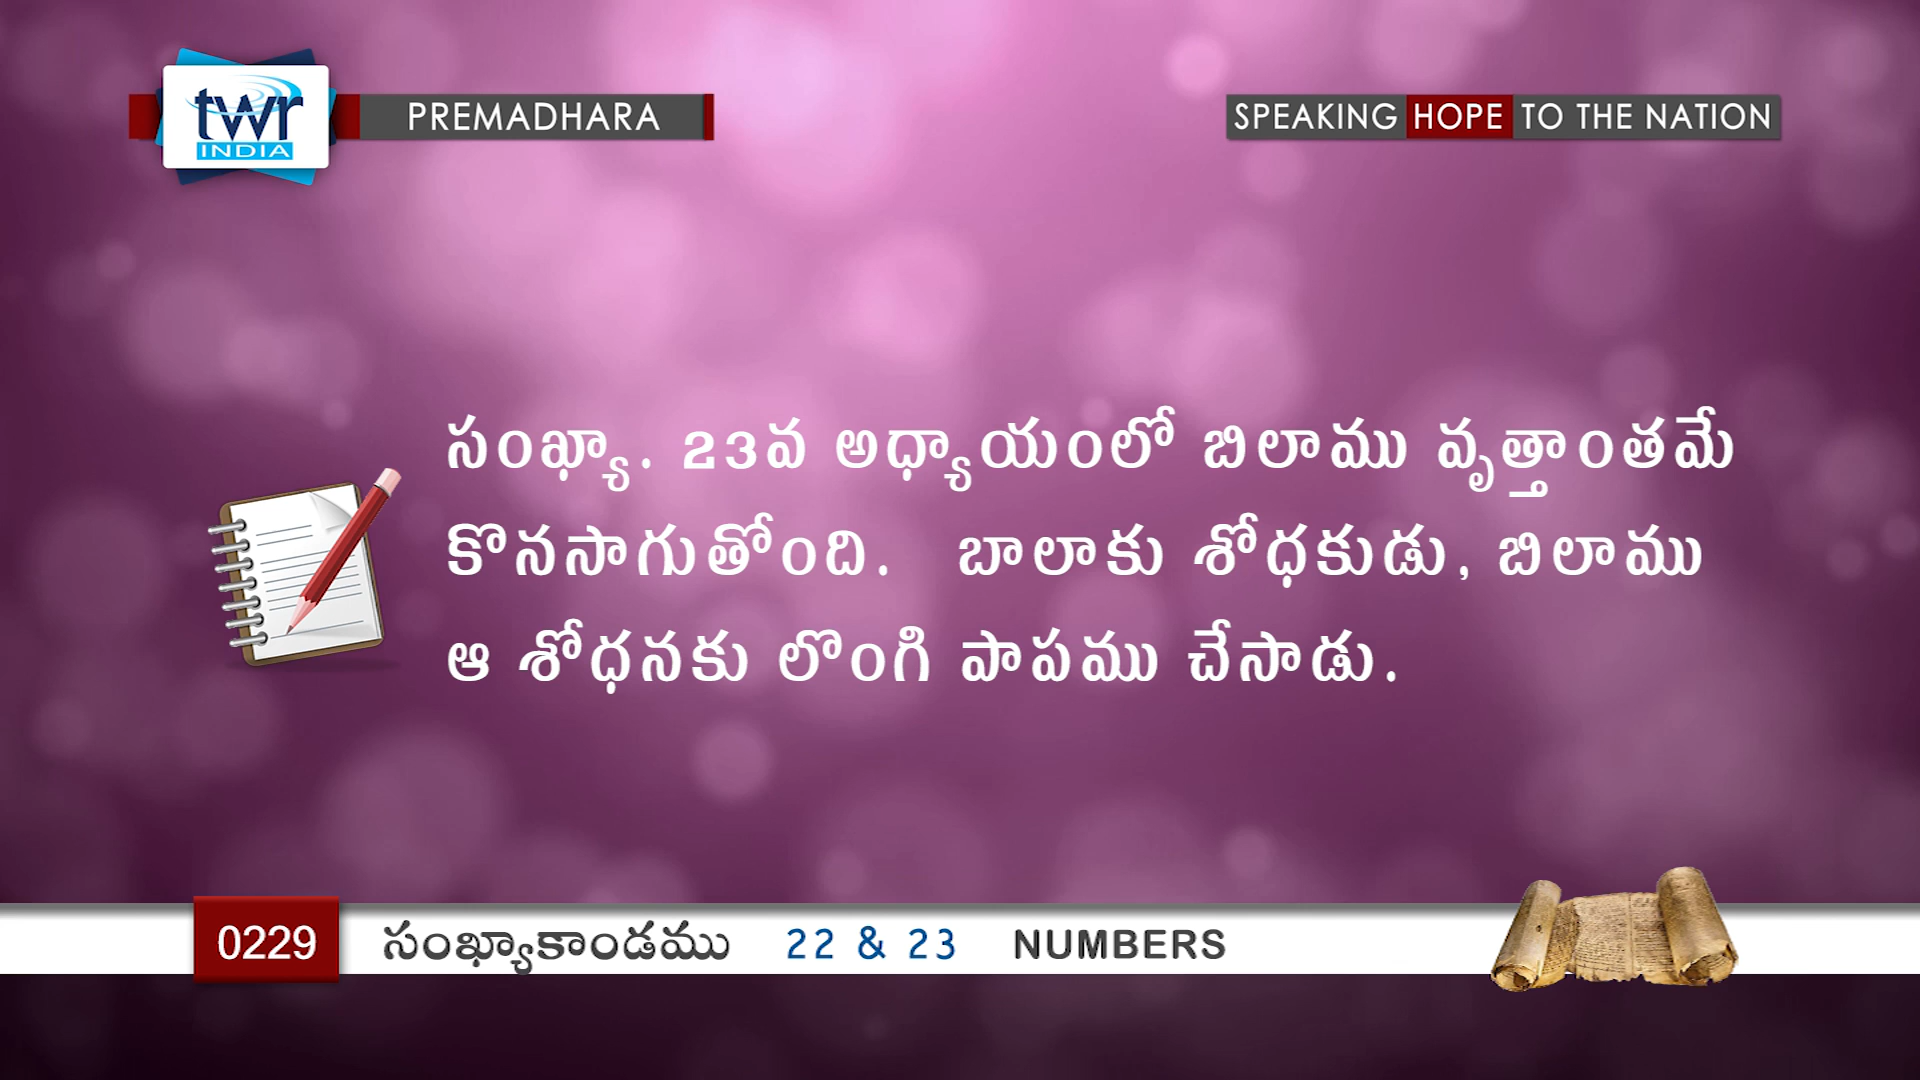 twr
INDIA
PREMADHARA
SPEAKING HOPE TO THE NATION
సంఖ్యా. 23వ అధ్యాయంలో బిలాము వృత్తాంతమే
కొనసాగుతోంది. బాలాకు శోధకుడు, బిలాము
ఆ శోధనకు లొంగి పాపము చేసాడు.
0229 సంఖ్యాకాండము 22 & 23 NUMBERS